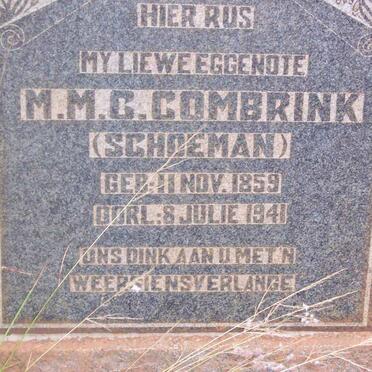 HIER RUS
MY LIEWE EGGENOTE
M.M.C. COMBRINK
(SCHOEMAN)
GEB: 11 NOV. 1859
OORL: 8 JULIE 1941
ONS DINK AAN U MET 'N
WEERSIENSVERLANGE